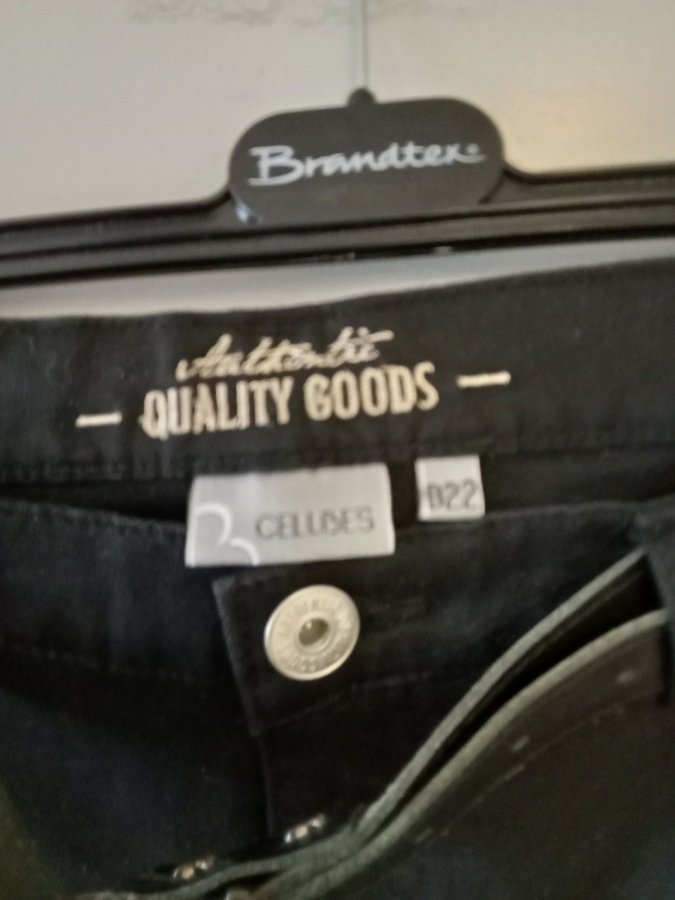 Brandtex
Authentic
— QUALITY GOODS —
CELLBES
D22